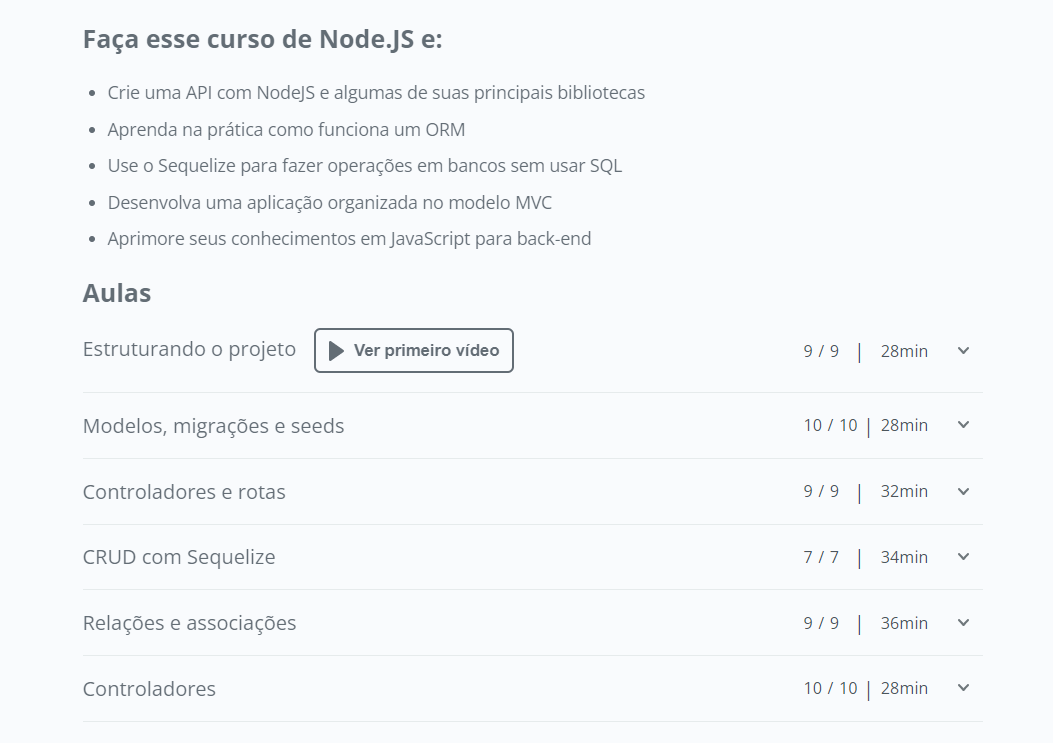 Faça esse curso de Node.JS e:
• Crie uma API com NodeJS e algumas de suas principais bibliotecas
• Aprenda na prática como funciona um ORM
• Use o Sequelize para fazer operações em bancos sem usar SQL
• Desenvolva uma aplicação organizada no modelo MVC
• Aprimore seus conhecimentos em JavaScript para back-end
Aulas
Estruturando o projeto Ver primeiro vídeo 9 / 9 | 28min
Modelos, migrações e seeds 10 / 10 | 28min
Controladores e rotas 9 / 9 | 32min
CRUD com Sequelize 7 / 7 | 34min
Relações e associações 9 / 9 | 36min
Controladores 10 / 10 | 28min